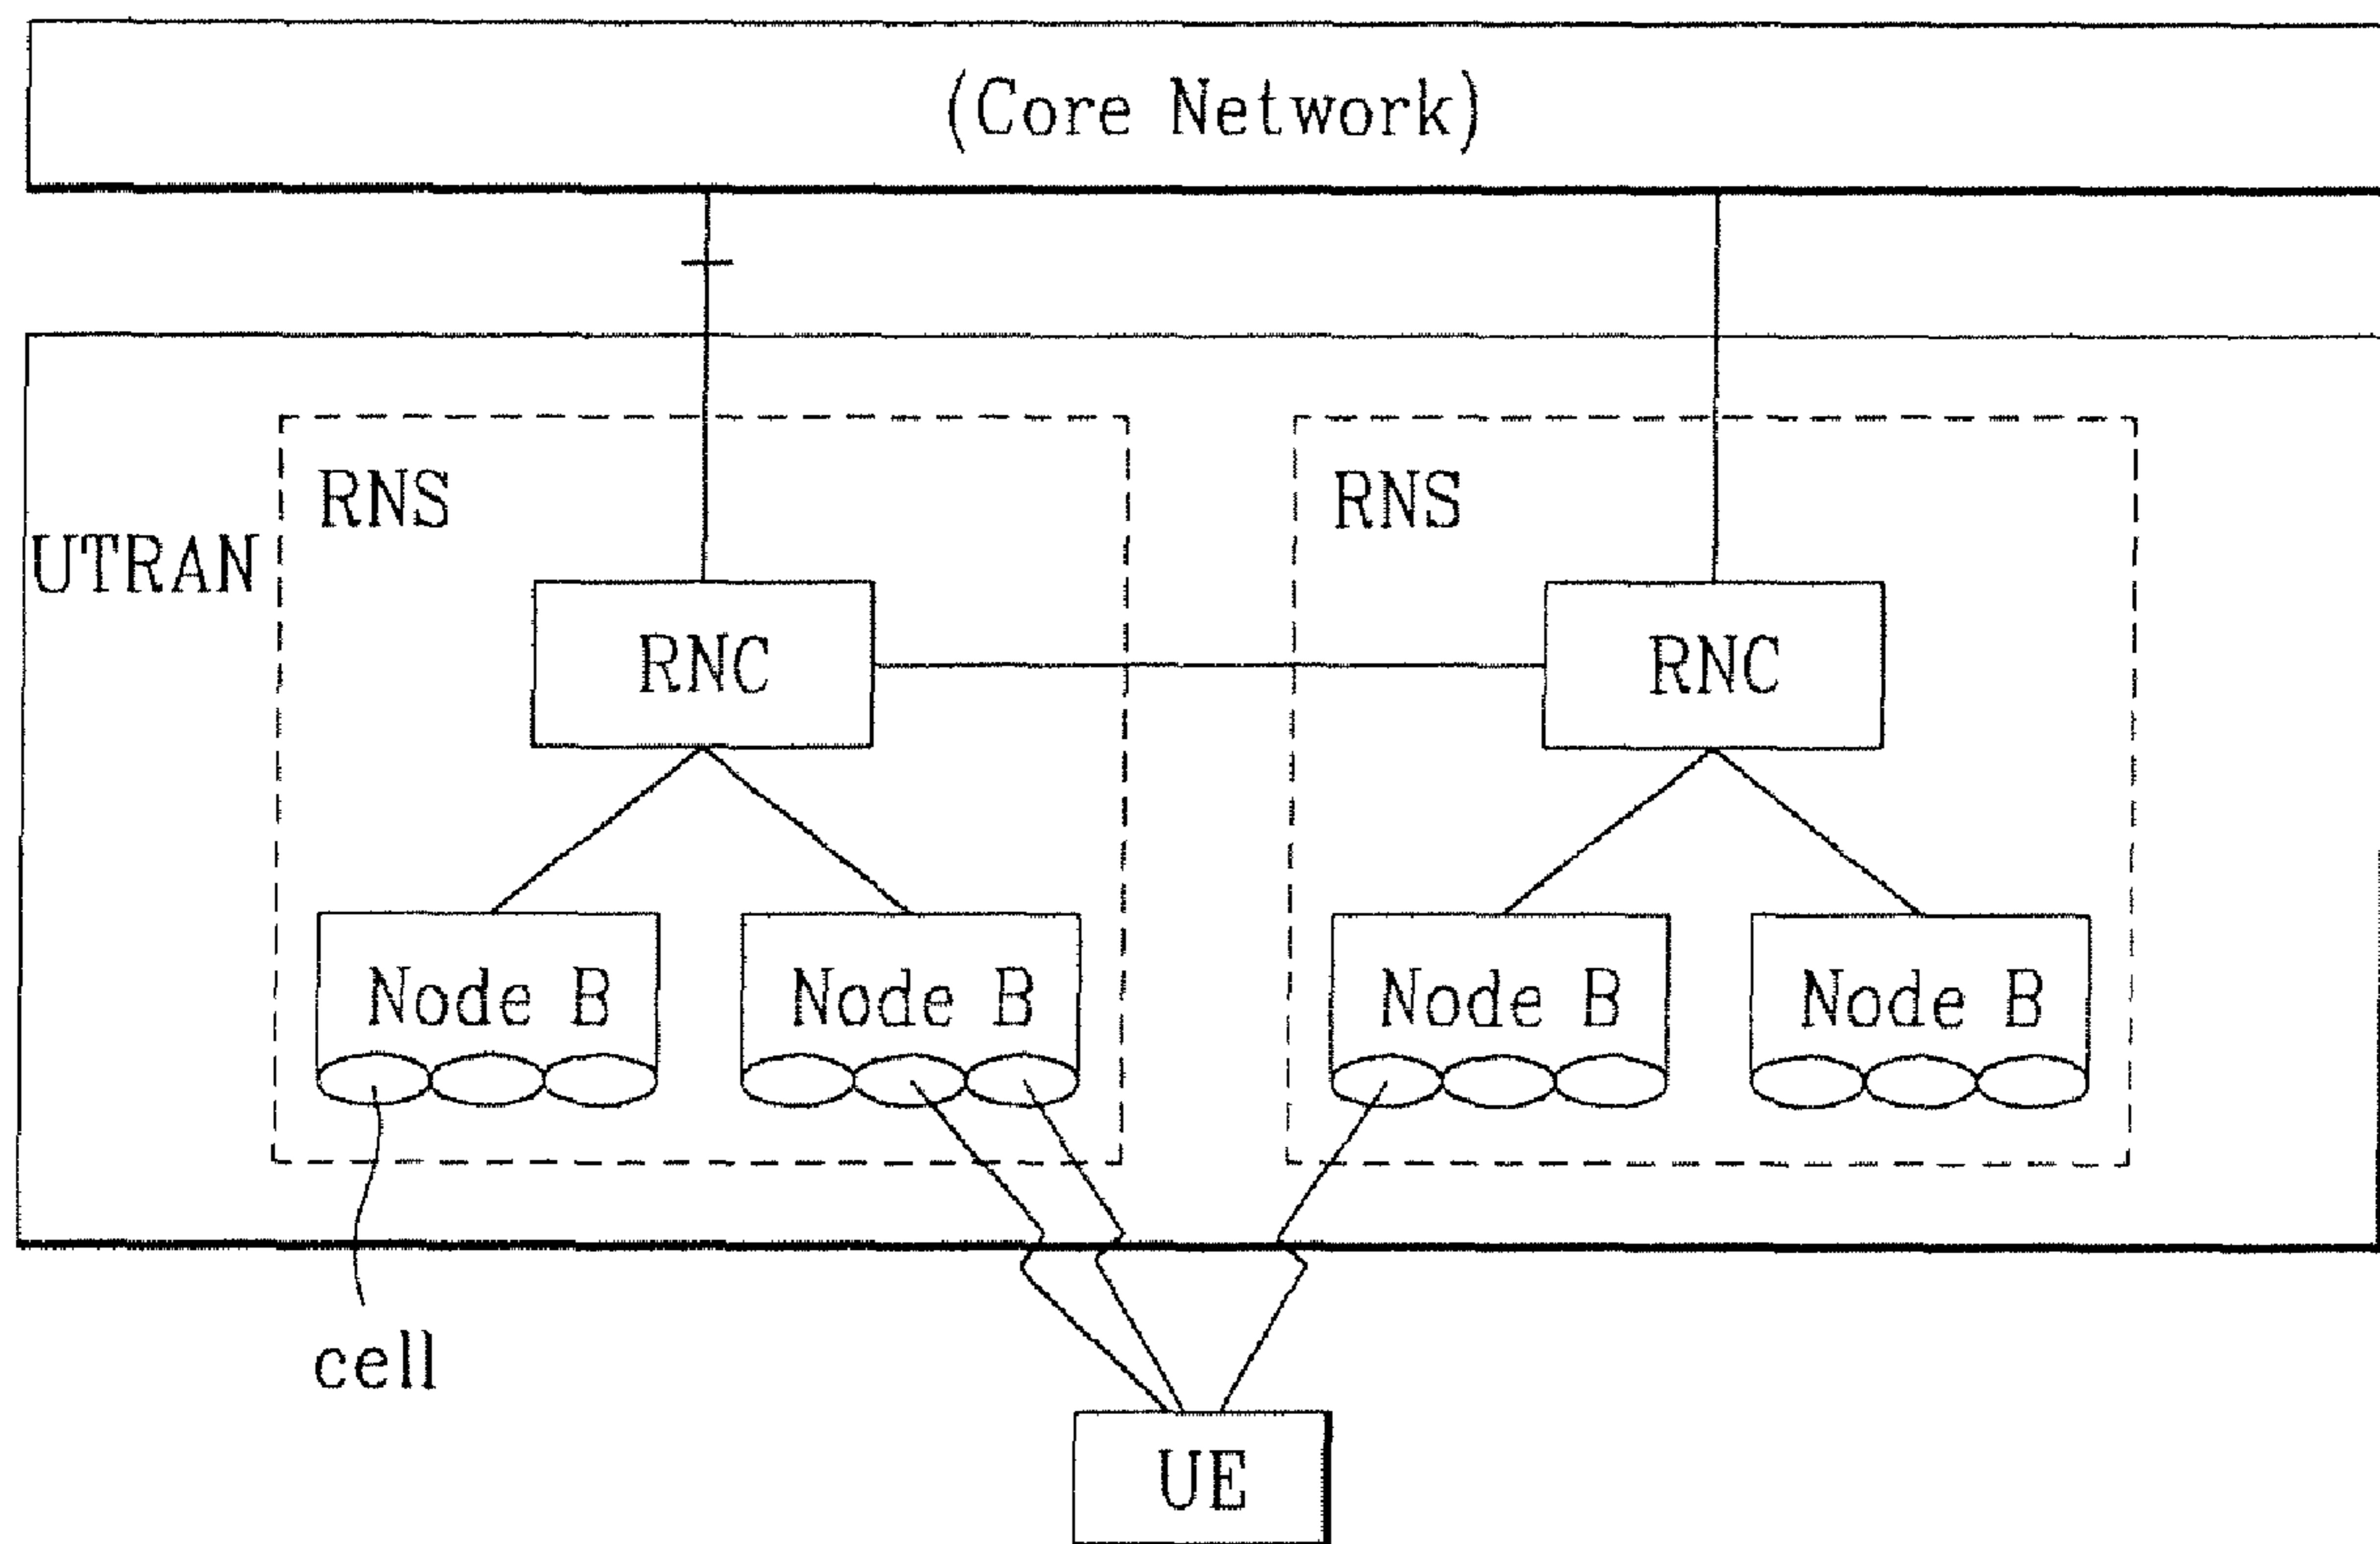 (Core Network)
RNS
RNS
UTRAN
RNC
RNC
Node B
Node B
Node B
Node B
cell
UE